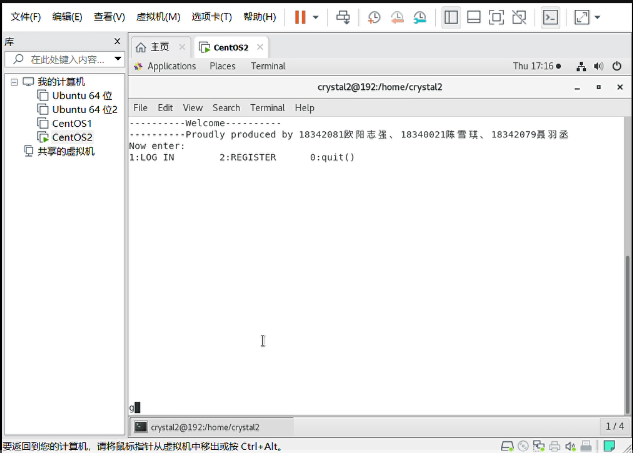 文件(F) 编辑(E) 查看(V) 虚拟机(M) 选项卡(T) 帮助(H)
库
在此处键入内容...
我的计算机
Ubuntu 64 位
Ubuntu 64 位2
CentOS1
CentOS2
共享的虚拟机
主页 CentOS2
Applications Places Terminal Thu 17:16
crystal2@192:/home/crystal2
File Edit View Search Terminal Help
----------Welcome----------
----------Proudly produced by 18342081欧阳志强、18340021陈雪琪、18342079聂羽丞
Now enter:
1:LOG IN 2:REGISTER 0:quit()
g
crystal2@192:/home/crystal2 1 / 4
要返回到您的计算机，请将鼠标指针从虚拟机中移出或按 Ctrl+Alt。